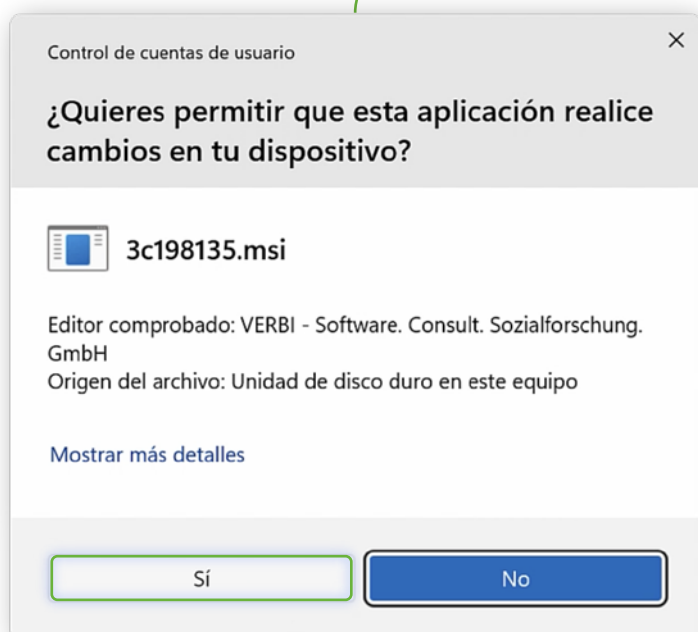 Control de cuentas de usuario
¿Quieres permitir que esta aplicación realice
cambios en tu dispositivo?
3c198135.msi
Editor comprobado: VERBI - Software. Consult. Sozialforschung.
GmbH
Origen del archivo: Unidad de disco duro en este equipo
Mostrar más detalles
Sí
No